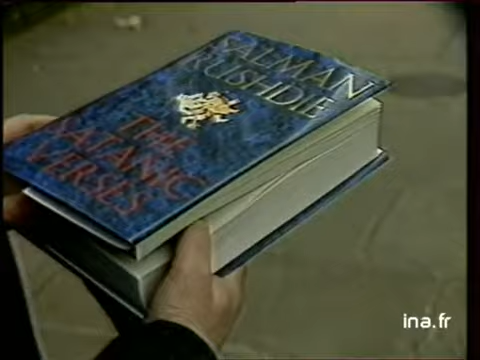 SALMAN
RUSHDIE
THE
SATANIC
VERSES
ina.fr